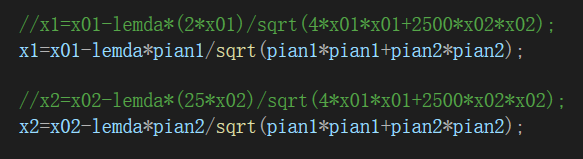 //x1=x01-lemda*(2*x01)/sqrt(4*x01*x01+2500*x02*x02);
x1=x01-lemda*pian1/sqrt(pian1*pian1+pian2*pian2);
//x2=x02-lemda*(25*x02)/sqrt(4*x01*x01+2500*x02*x02);
x2=x02-lemda*pian2/sqrt(pian1*pian1+pian2*pian2);